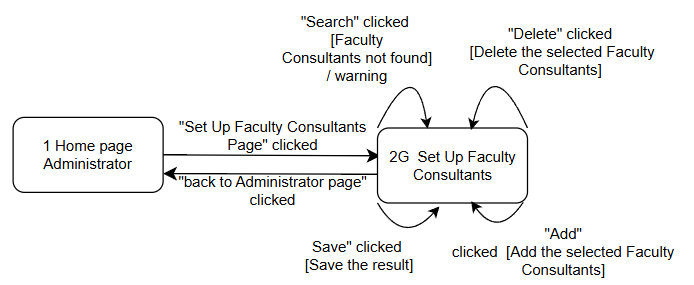 "Search" clicked
[Faculty
Consultants not found]
/ warning
"Delete" clicked
[Delete the selected Faculty
Consultants]
1 Home page
Administrator
"Set Up Faculty Consultants
Page" clicked
2G  Set Up Faculty
Consultants
"back to Administrator page"
clicked
Save" clicked
[Save the result]
"Add"
clicked  [Add the selected Faculty
Consultants]